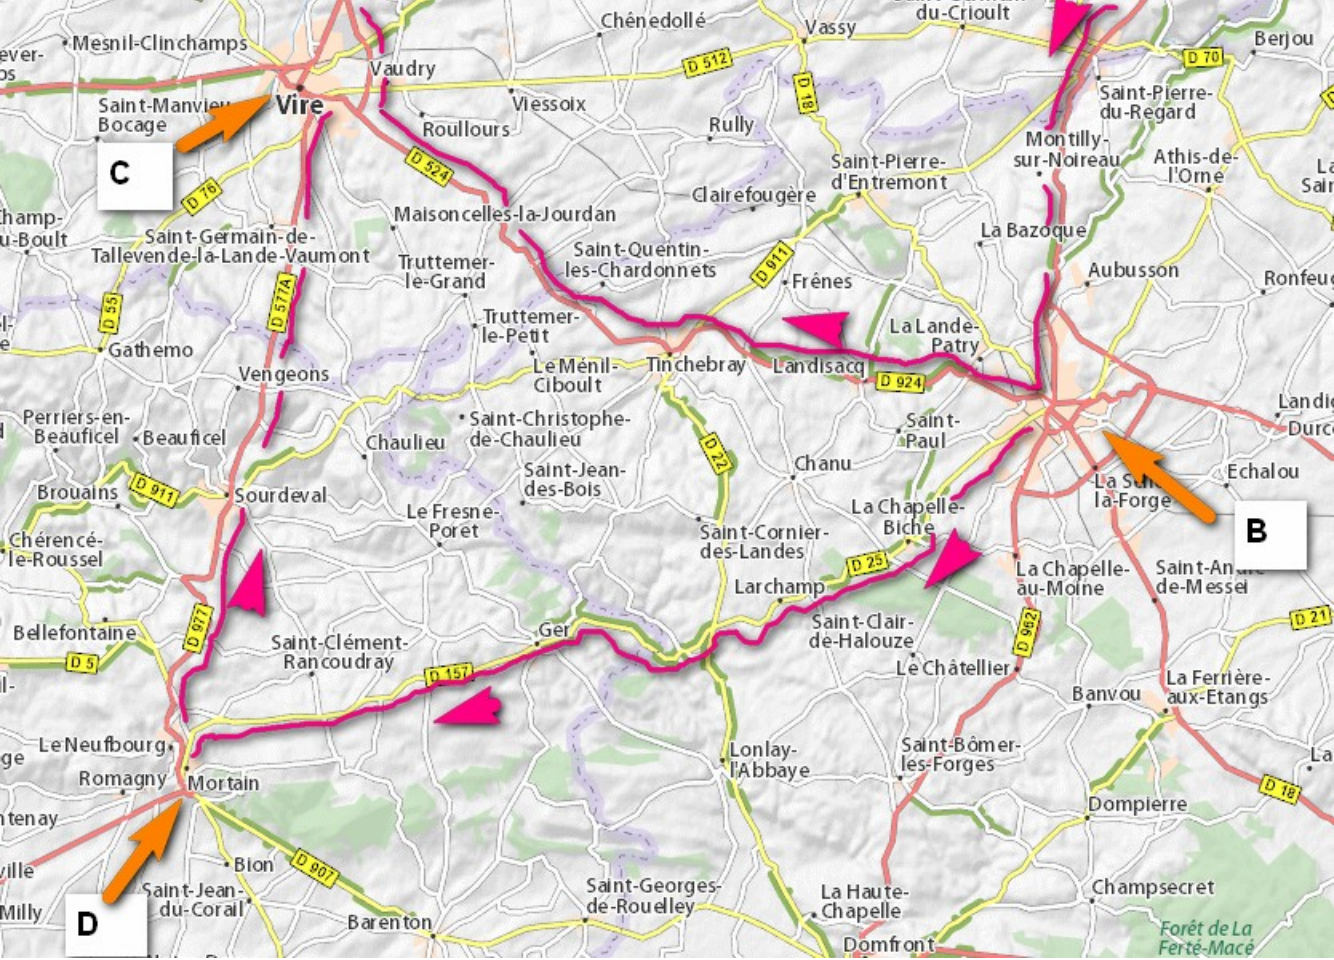 du-Crioult
Chênedollé
Vassy
Berjou
Mesnil-Clinchamps
D 512
D 70
Vaudry
Vire
Viessoix
D 18
Saint-Pierre-
du-Regard
Bocage
Roullours
Rully
Montilly-
sur-Noireau
Athis-de-
l'Orne
C
D 524
Saint-Pierre-
d'Entremont
D 76
Clairefougère
Maisoncelles-la-Jourdan
Saint-Germain-de-
Tallevende-la-Lande-Vaumont
La Bazoque
Saint-Quentin-
les-Chardonnets
D 911
Truttemer-
le-Grand
Frênes
Aubusson
D 55
D 577A
Truttemer-
le-Petit
La Lande-
Patry
Gathemo
Le Ménil-
Ciboult
Tinchebray
Landisacq
D 924
Vengeons
Perriers-en-
Beauficel
Beauficel
Chaulieu
Saint-Christophe-
de-Chaulieu
Saint-
Paul
D 22
Chanu
Echalou
Brouains
D 911
Sourdeval
Saint-Jean-
des-Bois
La
la-Forge
Le Fresne-
Poret
La Chapelle-
Biche
B
Chérencé-
le-Roussel
Saint-Cornier-
des-Landes
D 25
Larchamp
La Chapelle-
au-Moine
de-Messei
Bellefontaine
D 977
Saint-Clément-
Rancoudray
Ger
Saint-Clair-
de-Halouze
D 962
D 21
D 5
D 157
Le Châtellier
Banvou
La Ferrière-
aux-Etangs
Le Neufbourg
Romagny
Mortain
Lonlay-
l'Abbaye
Saint-Bômer-
les-Forges
D 18
Dompierre
Bion
D 907
Saint-Jean-
du-Corail
D
Barenton
Saint-Georges-
de-Rouelley
La Haute-
Chapelle
Champsecret
Domfront
Forêt de La
Ferté-Macé